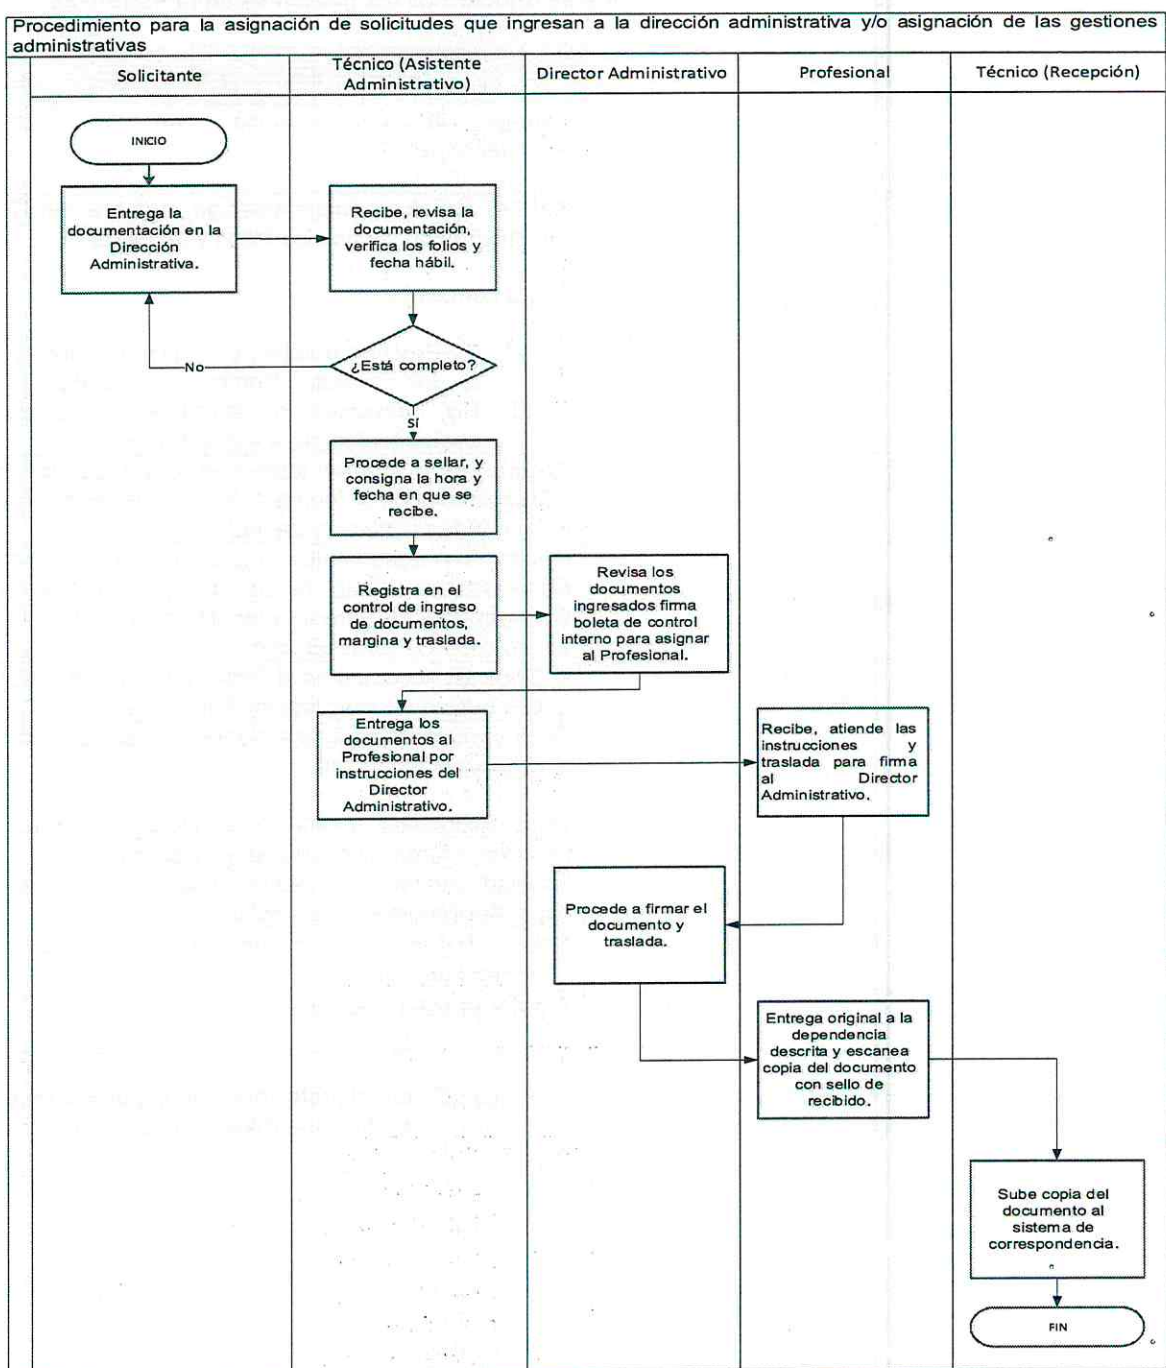 Procedimiento para la asignación de solicitudes que ingresan a la dirección administrativa y/o asignación de las gestiones
administrativas
Solicitante
Técnico (Asistente
Administrativo)
Director Administrativo
Profesional
Técnico (Recepción)
INICIO
Entrega la
documentación en la
Dirección
Administrativa.
Recibe, revisa la
documentación,
verifica los folios y
fecha hábil.
¿Está completo?
No
Sí
Procede a sellar, y
consigna la hora y
fecha en que se
recibe.
Registra en el
control de ingreso
de documentos,
margina y traslada.
Revisa los
documentos
ingresados firma
boleta de control
interno para asignar
al Profesional.
Entrega los
documentos al
Profesional por
instrucciones del
Director
Administrativo.
Recibe, atiende las
instrucciones y
traslada para firma
al Director
Administrativo.
Procede a firmar el
documento y
traslada.
Entrega original a la
dependencia
descrita y escanea
copia del documento
con sello de
recibido.
Sube copia del
documento al
sistema de
correspondencia.
FIN